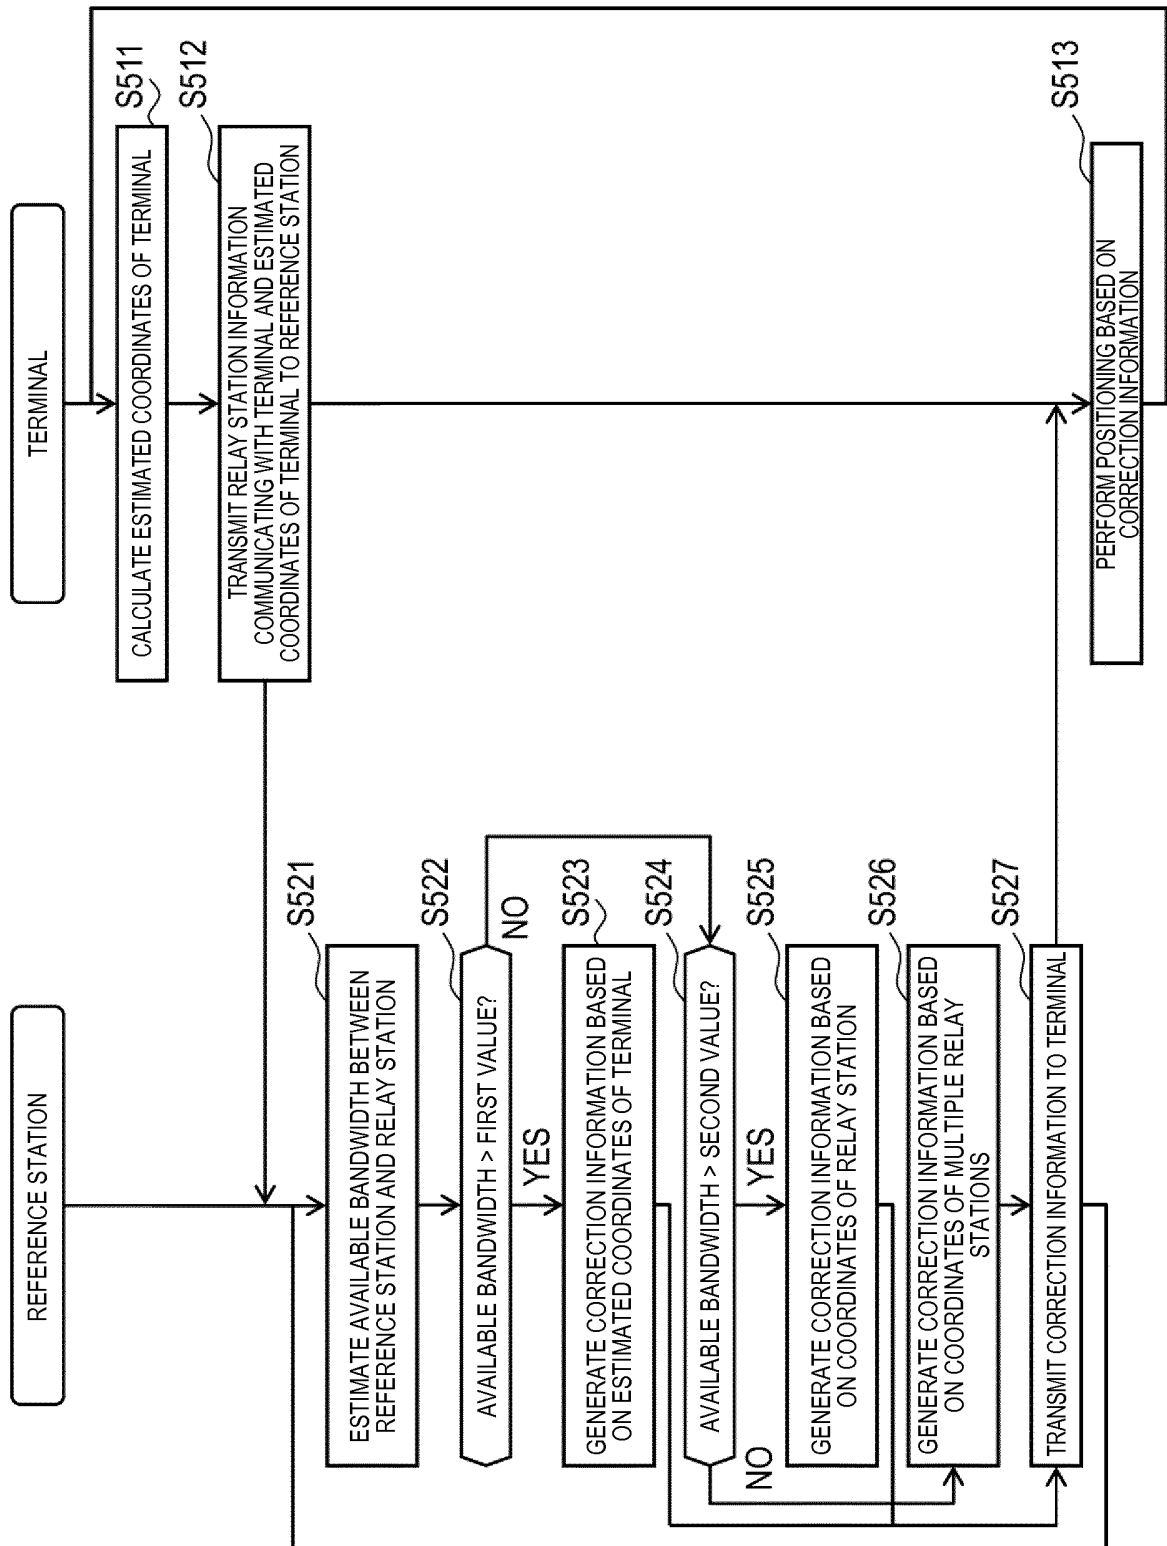 REFERENCE STATION
TERMINAL
CALCULATE ESTIMATED COORDINATES OF TERMINAL
S511
TRANSMIT RELAY STATION INFORMATION
COMMUNICATING WITH TERMINAL AND ESTIMATED
COORDINATES OF TERMINAL TO REFERENCE STATION
S512
ESTIMATE AVAILABLE BANDWIDTH BETWEEN
REFERENCE STATION AND RELAY STATION
S521
AVAILABLE BANDWIDTH > FIRST VALUE?
S522
NO
YES
GENERATE CORRECTION INFORMATION BASED
ON ESTIMATED COORDINATES OF TERMINAL
S523
AVAILABLE BANDWIDTH > SECOND VALUE?
S524
NO
YES
GENERATE CORRECTION INFORMATION BASED
ON COORDINATES OF RELAY STATION
S525
GENERATE CORRECTION INFORMATION BASED
ON COORDINATES OF MULTIPLE RELAY
STATIONS
S526
TRANSMIT CORRECTION INFORMATION TO TERMINAL
S527
PERFORM POSITIONING BASED ON
CORRECTION INFORMATION
S513